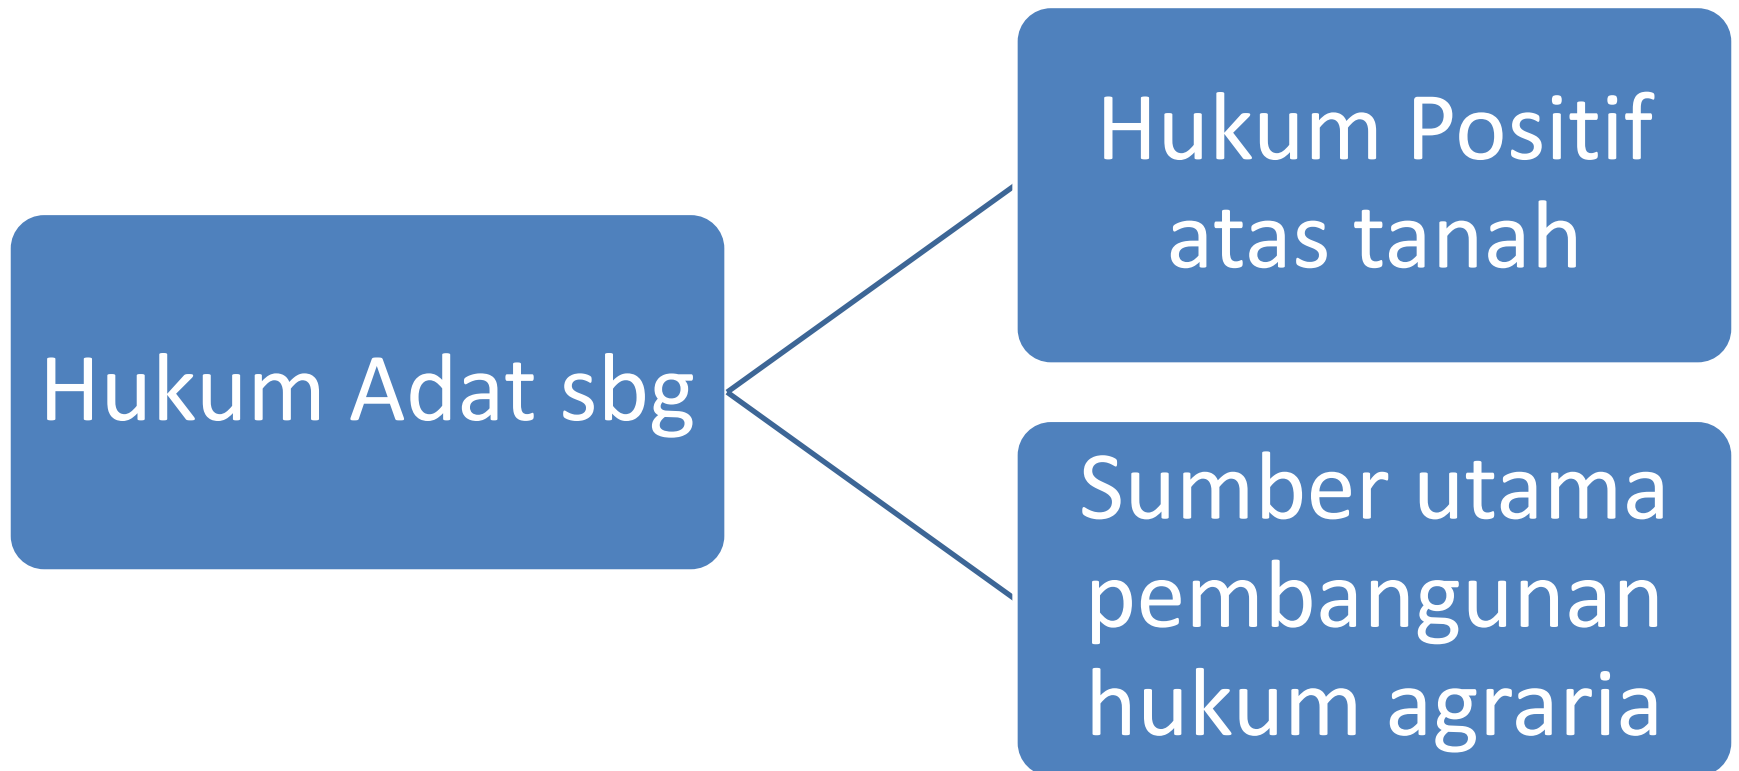 Hukum Adat sbg
Hukum Positif
atas tanah
Sumber utama
pembangunan
hukum agraria